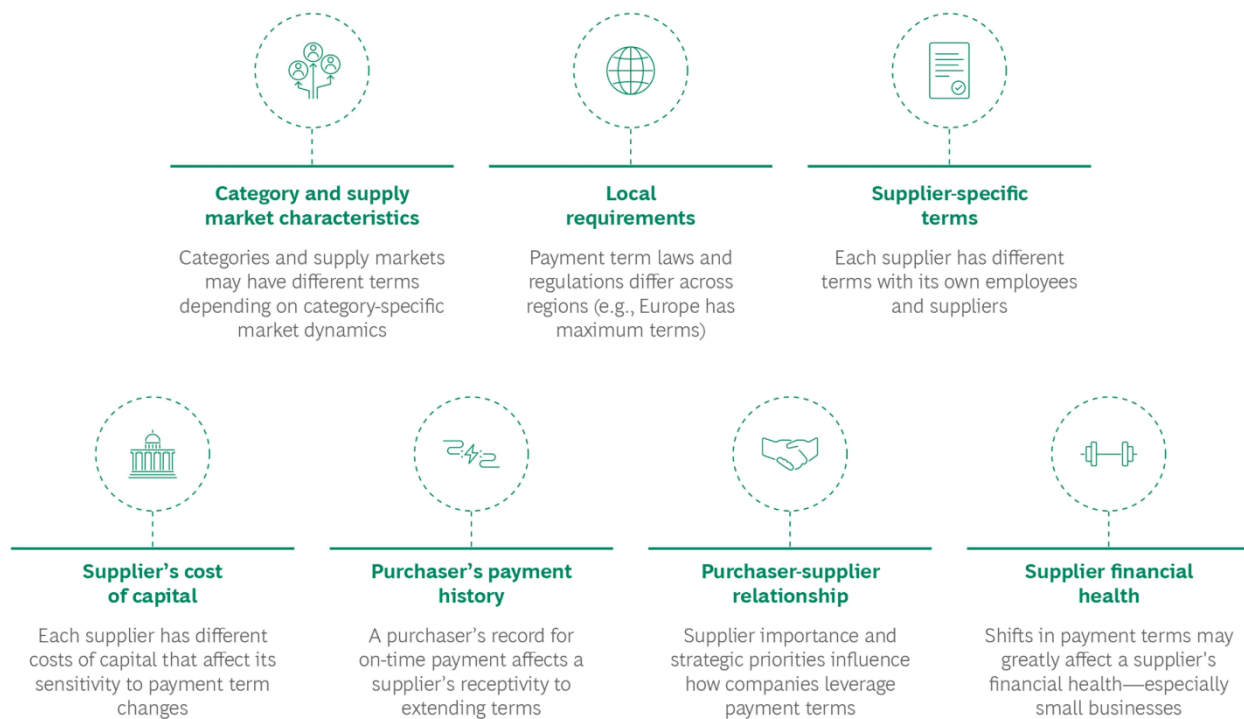 Category and supply
market characteristics
Categories and supply markets
may have different terms
depending on category-specific
market dynamics
Local
requirements
Payment term laws and
regulations differ across
regions (e.g., Europe has
maximum terms)
Supplier-specific
terms
Each supplier has different
terms with its own employees
and suppliers
Supplier’s cost
of capital
Each supplier has different
costs of capital that affect its
sensitivity to payment term
changes
Purchaser’s payment
history
A purchaser’s record for
on-time payment affects a
supplier’s receptivity to
extending terms
Purchaser-supplier
relationship
Supplier importance and
strategic priorities influence
how companies leverage
payment terms
Supplier financial
health
Shifts in payment terms may
greatly affect a supplier's
financial health—especially
small businesses